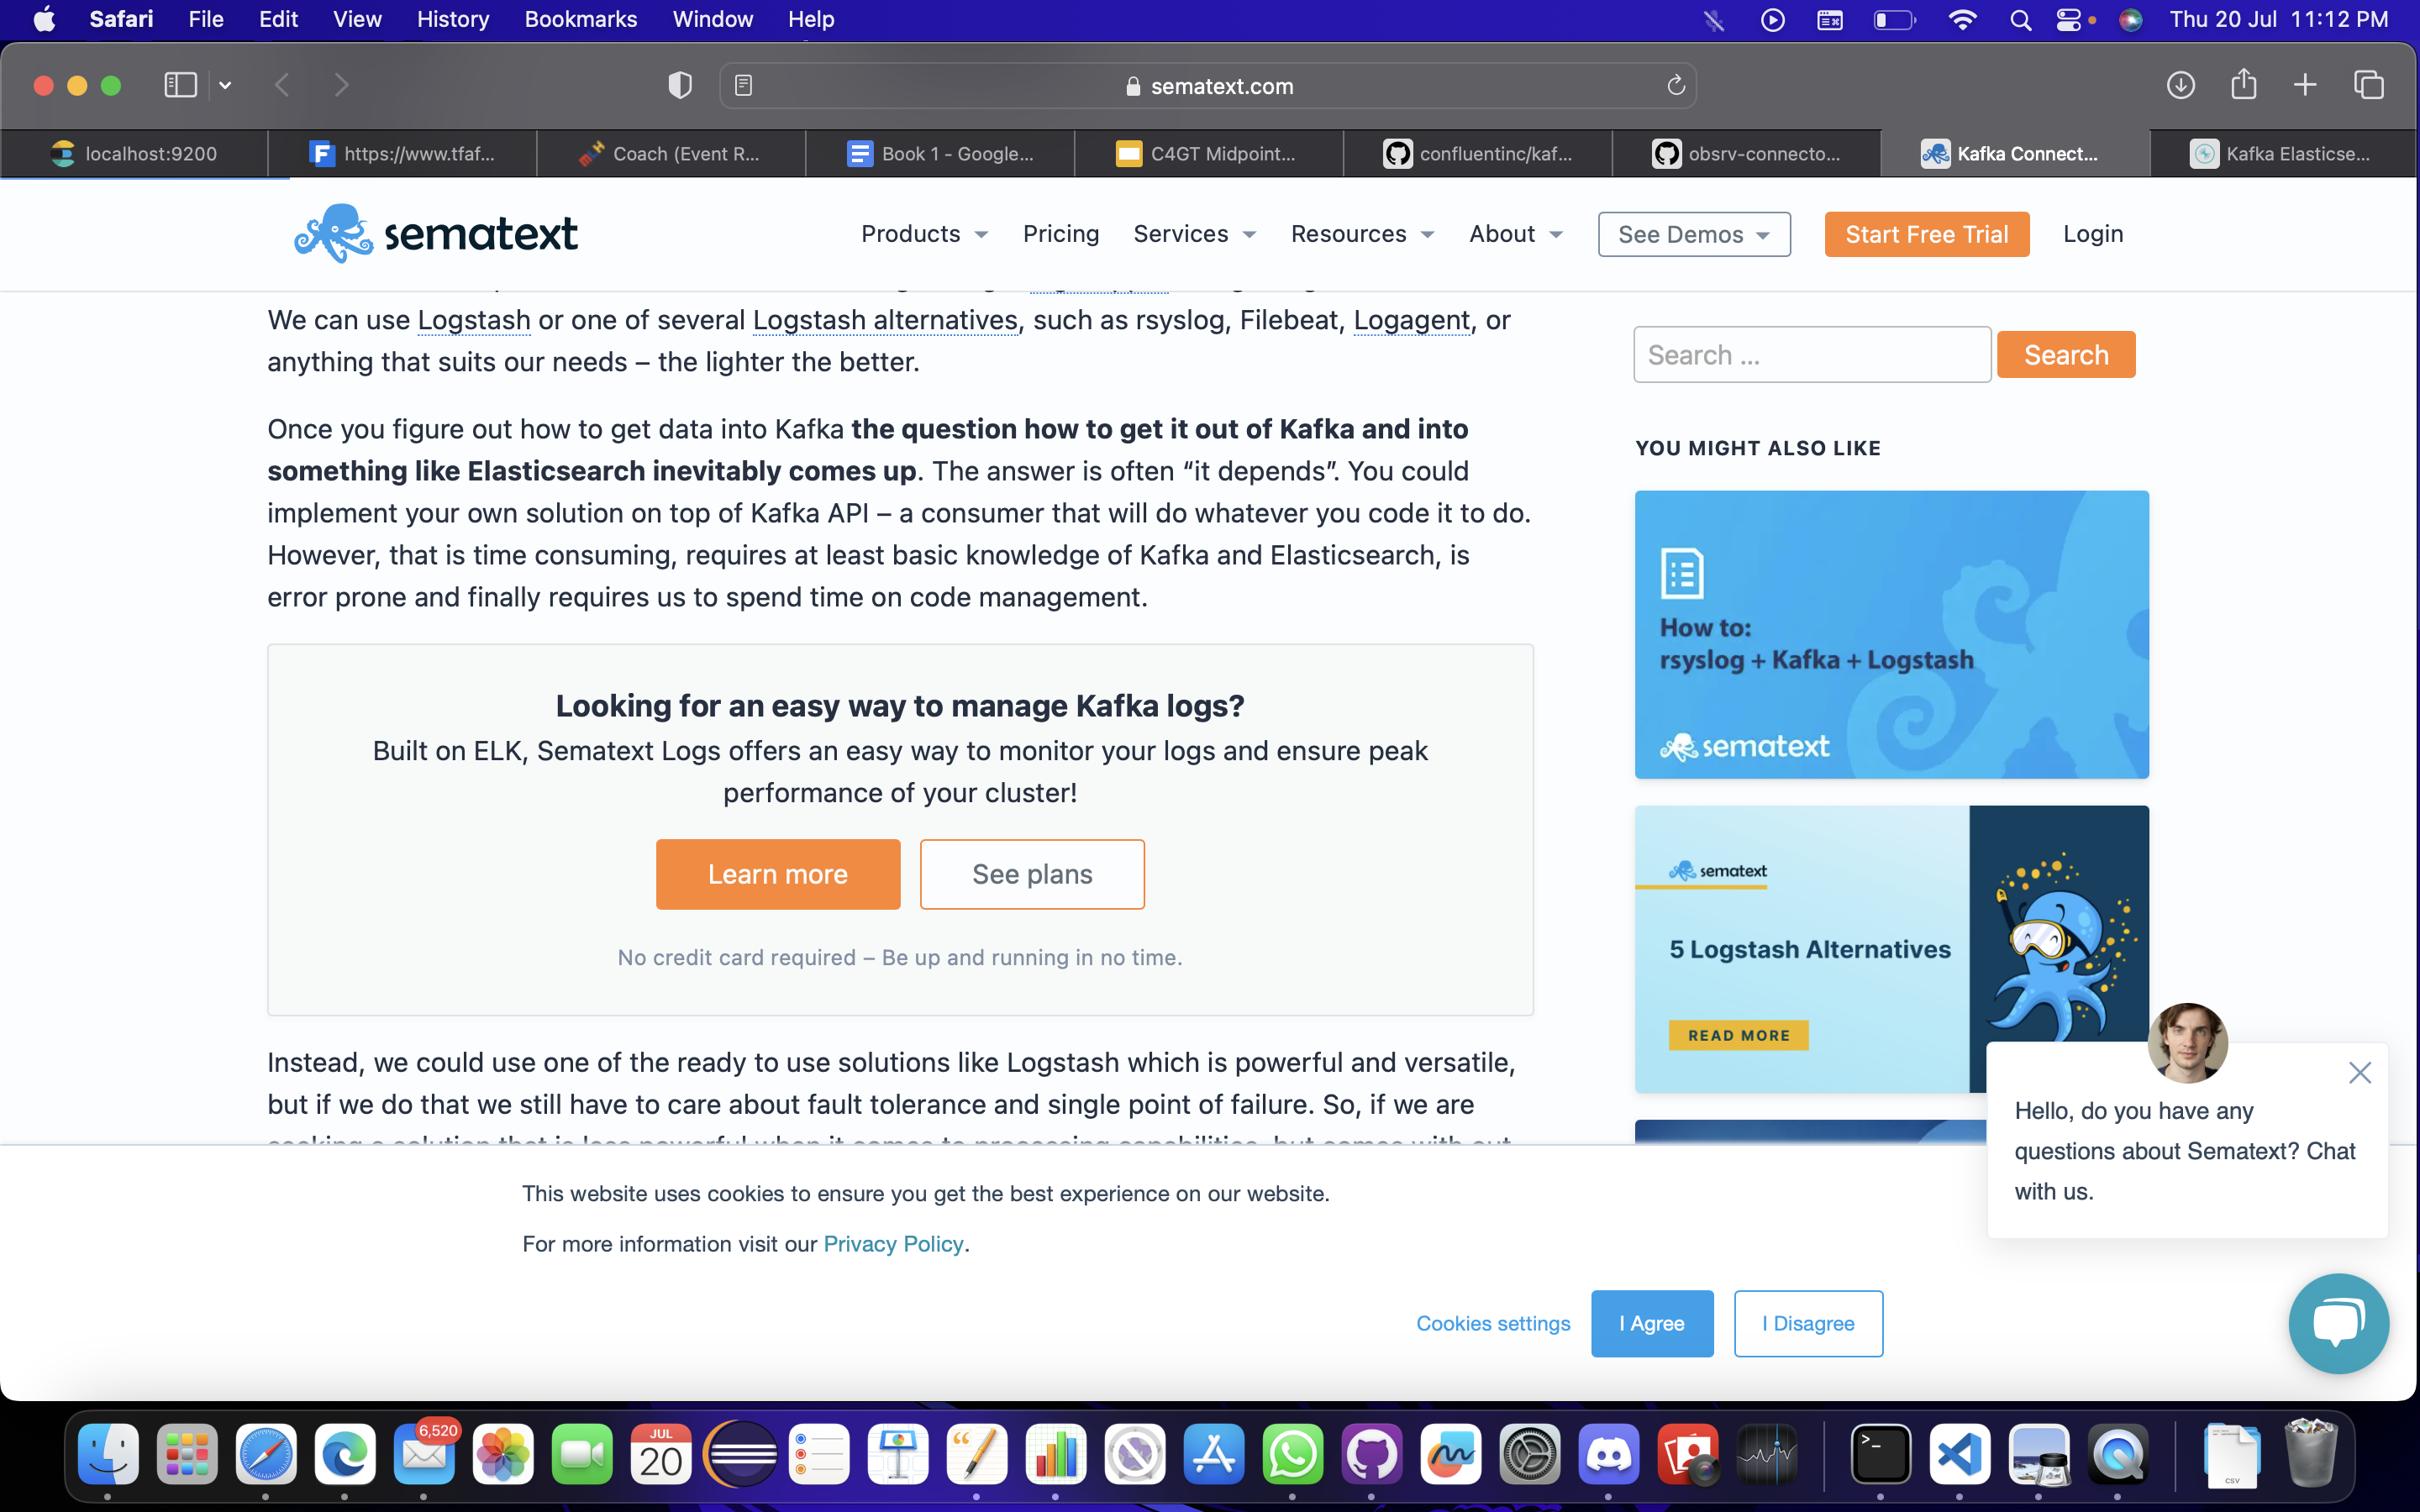 Safari File Edit View History Bookmarks Window Help Thu 20 Jul 11:12 PM
sematext.com
localhost:9200 https://www.tfaf... Coach (Event R... Book 1 - Google... C4GT Midpoint... confluentinc/kaf... obsrv-connecto... Kafka Connect... Kafka Elasticse...
sematext Products Pricing Services Resources About See Demos Start Free Trial Login
We can use Logstash or one of several Logstash alternatives, such as rsyslog, Filebeat, Logagent, or
anything that suits our needs – the lighter the better.
Once you figure out how to get data into Kafka the question how to get it out of Kafka and into
something like Elasticsearch inevitably comes up. The answer is often “it depends”. You could
implement your own solution on top of Kafka API – a consumer that will do whatever you code it to do.
However, that is time consuming, requires at least basic knowledge of Kafka and Elasticsearch, is
error prone and finally requires us to spend time on code management.
Looking for an easy way to manage Kafka logs?
Built on ELK, Sematext Logs offers an easy way to monitor your logs and ensure peak
performance of your cluster!
Learn more See plans
No credit card required – Be up and running in no time.
Instead, we could use one of the ready to use solutions like Logstash which is powerful and versatile,
but if we do that we still have to care about fault tolerance and single point of failure. So, if we are
Search ... Search
YOU MIGHT ALSO LIKE
How to:
rsyslog + Kafka + Logstash
sematext
sematext
5 Logstash Alternatives
READ MORE
Hello, do you have any
questions about Sematext? Chat
with us.
This website uses cookies to ensure you get the best experience on our website.
For more information visit our Privacy Policy.
Cookies settings I Agree I Disagree
6,520
JUL
20
CSV